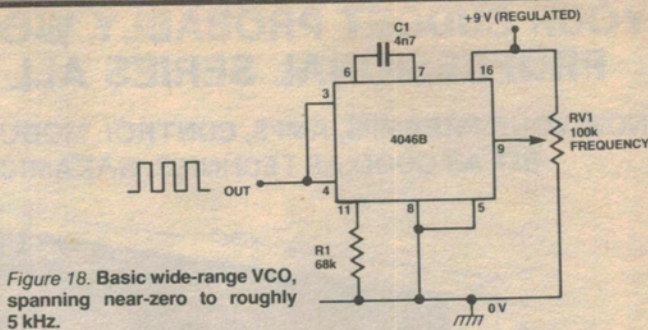 +9 V (REGULATED)
C1
4n7
6
7
16
3
4046B
9
RV1
100k
FREQUENCY
OUT
4
11
8
5
R1
68k
0 V
Figure 18. Basic wide-range VCO,
spanning near-zero to roughly
5 kHz.